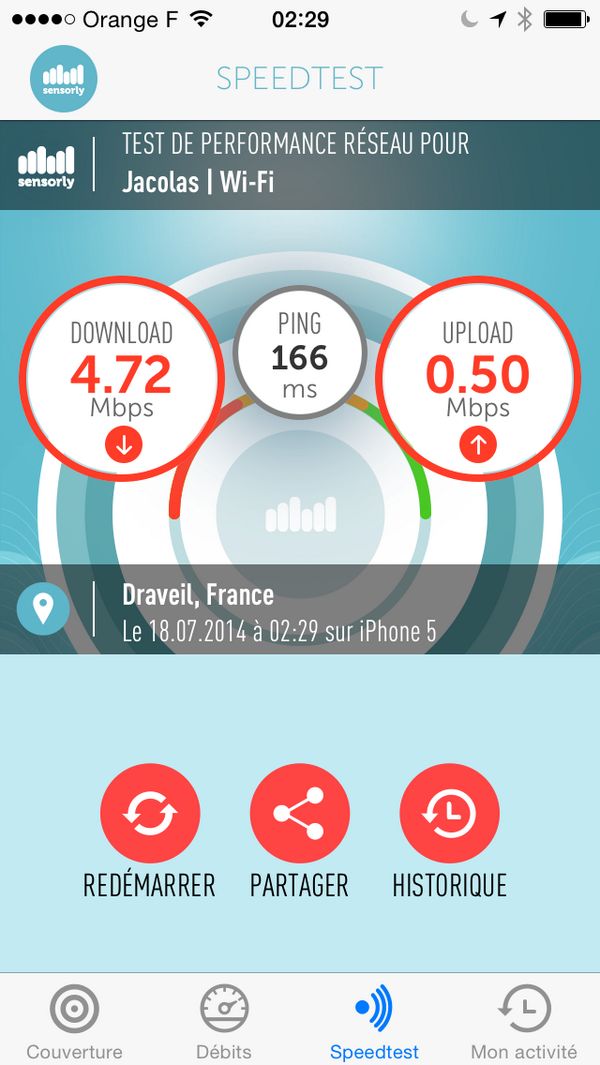 Orange F 02:29
sensorly
SPEEDTEST
sensorly
TEST DE PERFORMANCE RÉSEAU POUR
Jacolas | Wi-Fi
DOWNLOAD
4.72
Mbps
PING
166
ms
UPLOAD
0.50
Mbps
Draveil, France
Le 18.07.2014 à 02:29 sur iPhone 5
REDÉMARRER PARTAGER HISTORIQUE
Couverture Débits Speedtest Mon activité